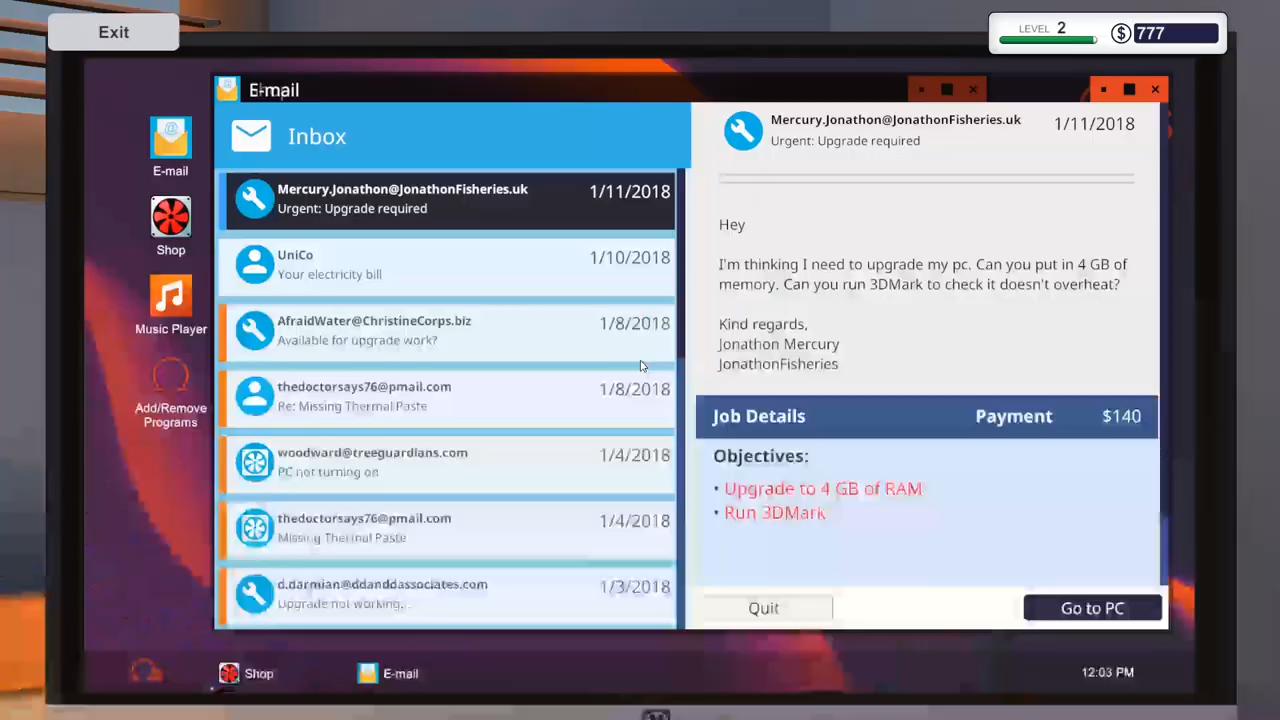 Exit
LEVEL 2
$ 777
E-mail
E-mail
Shop
Music Player
Add/Remove
Programs
Inbox
Mercury.Jonathon@JonathonFisheries.uk 1/11/2018
Urgent: Upgrade required
UniCo 1/10/2018
Your electricity bill
AfraidWater@ChristineCorps.biz 1/8/2018
Available for upgrade work?
thedoctorsays76@pmail.com 1/8/2018
Re: Missing Thermal Paste
woodward@treeguardians.com 1/4/2018
PC not turning on
thedoctorsays76@pmail.com 1/4/2018
Missing Thermal Paste
d.darmian@ddanddassociates.com 1/3/2018
Upgrade not working...
Mercury.Jonathon@JonathonFisheries.uk 1/11/2018
Urgent: Upgrade required
Hey
I'm thinking I need to upgrade my pc. Can you put in 4 GB of
memory. Can you run 3DMark to check it doesn't overheat?
Kind regards,
Jonathon Mercury
JonathonFisheries
Job Details Payment $140
Objectives:
• Upgrade to 4 GB of RAM
• Run 3DMark
Quit Go to PC
Shop E-mail 12:03 PM